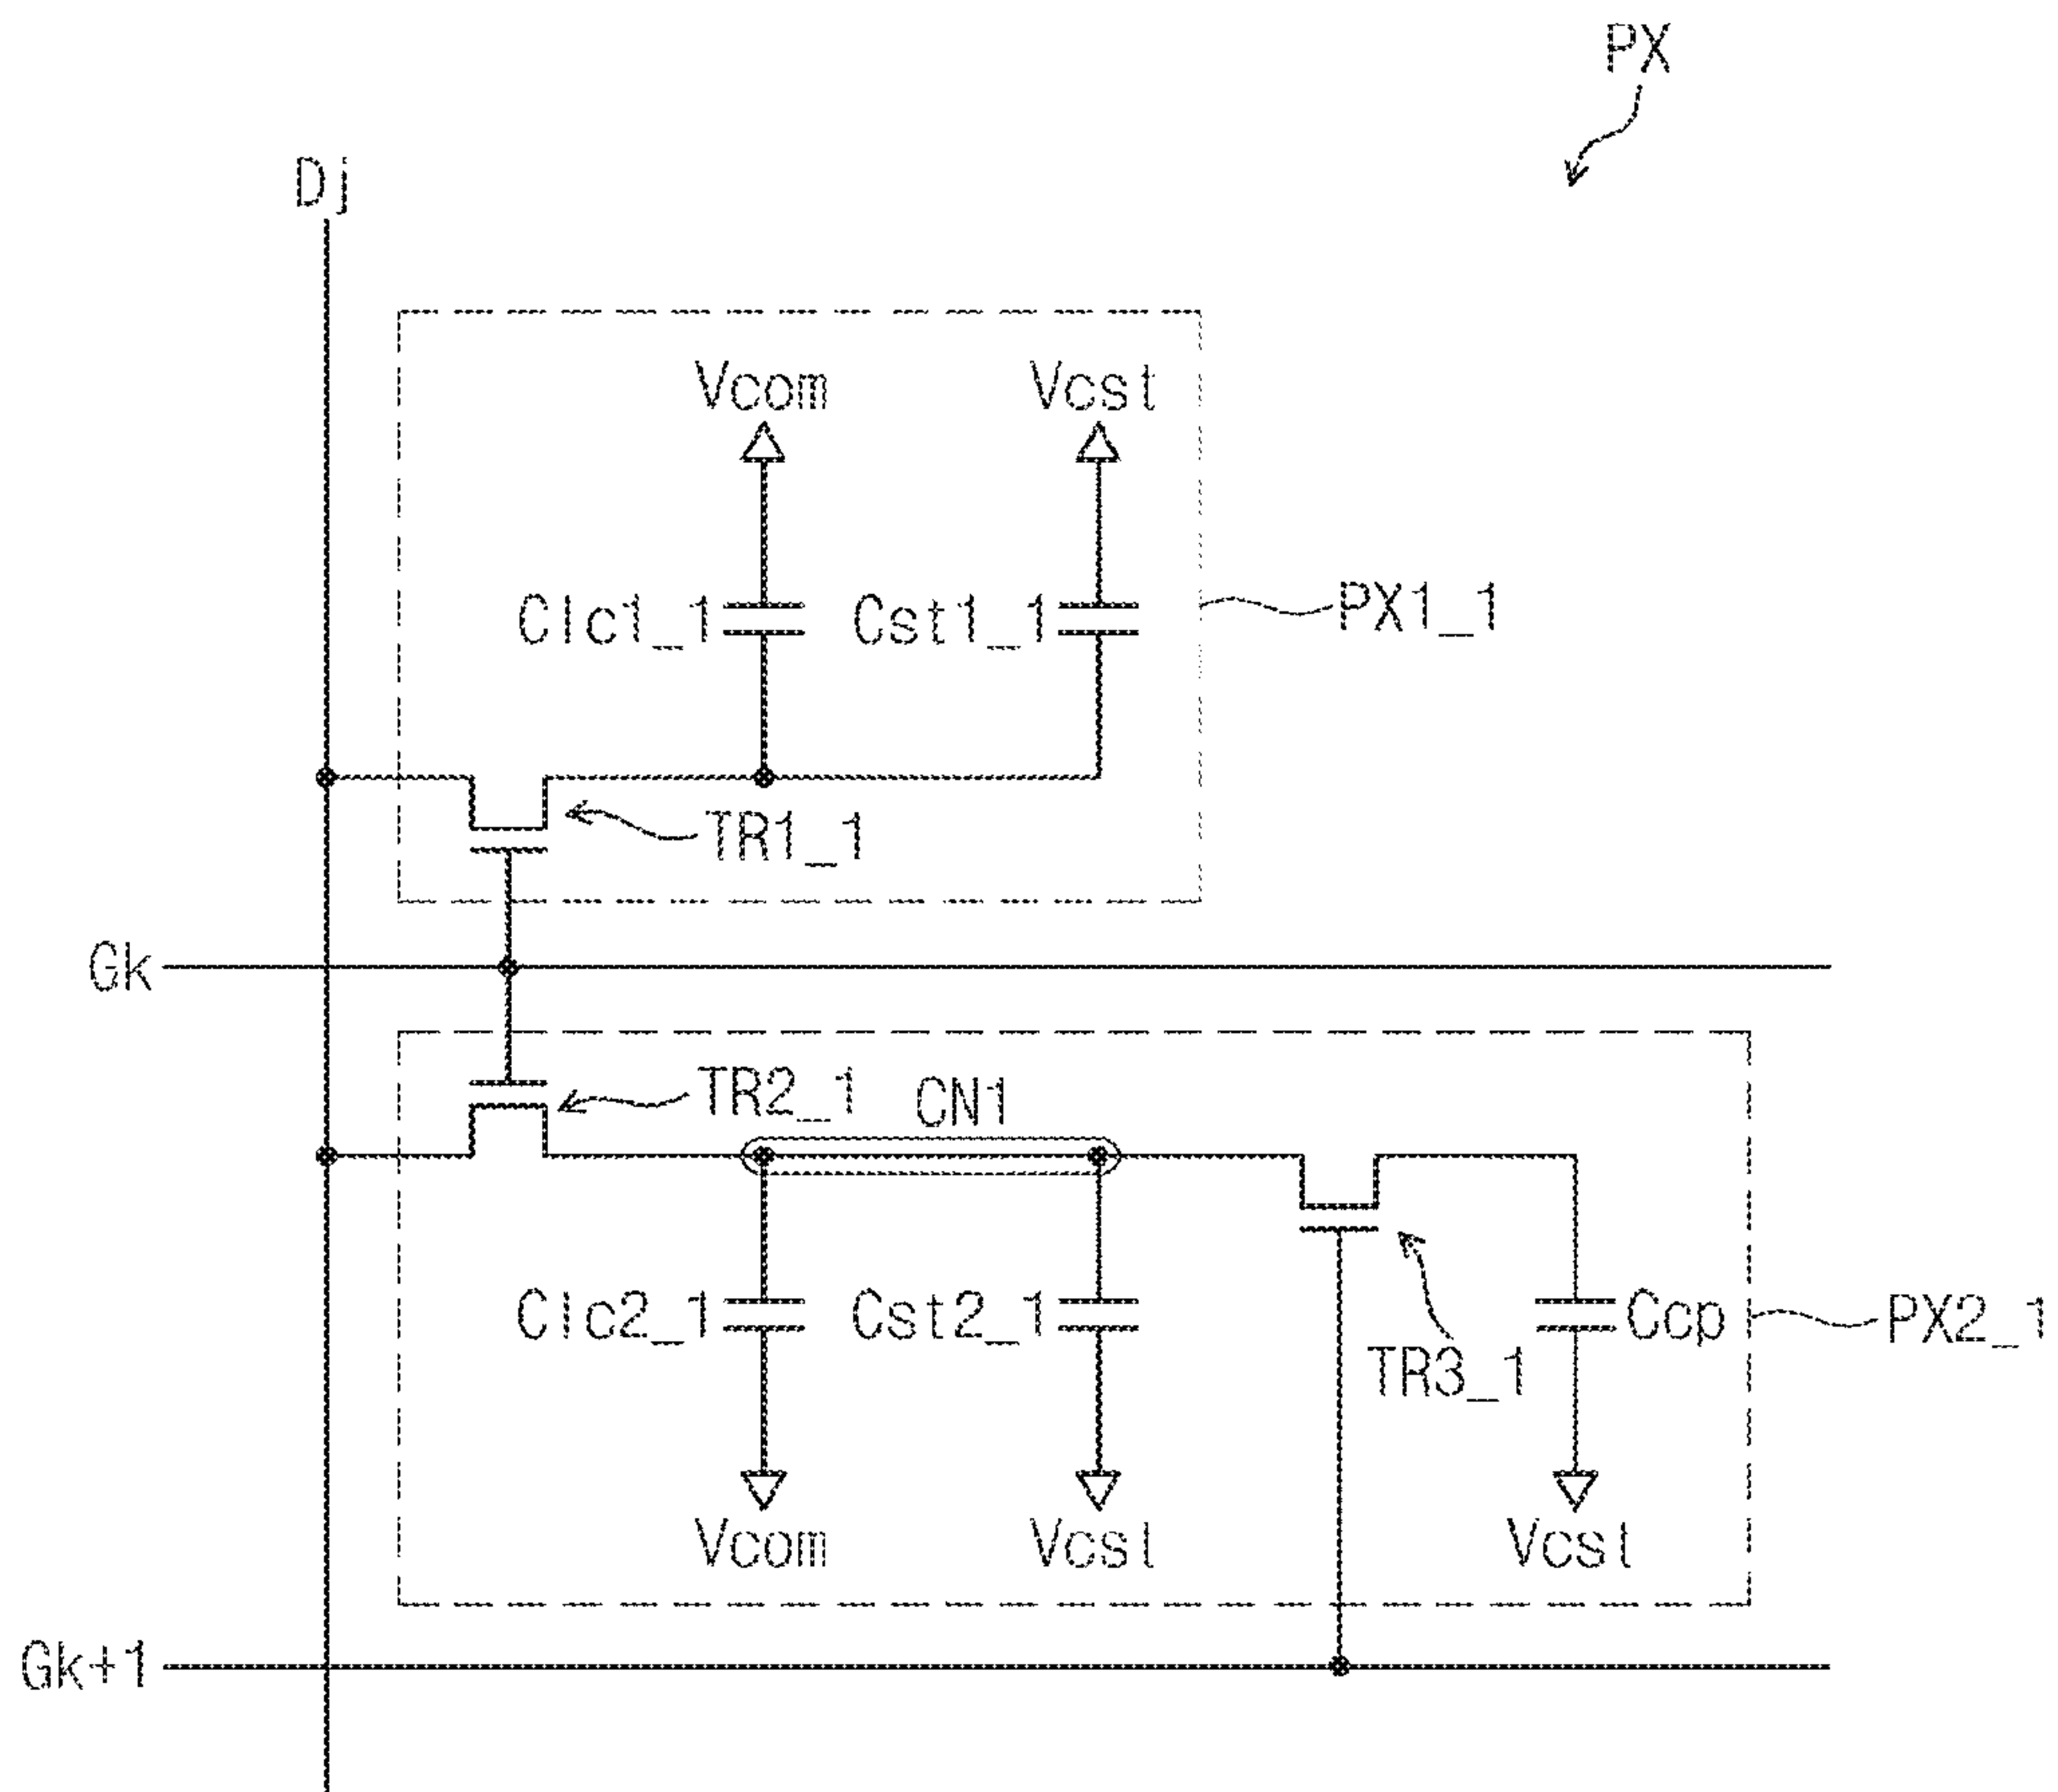 PX
Dj
Vcom
Vcst
Clc1_1
Cst1_1
PX1_1
TR1_1
Gk
TR2_1
CN1
Clc2_1
Cst2_1
Ccp
PX2_1
TR3_1
Vcom
Vcst
Vcst
Gk+1